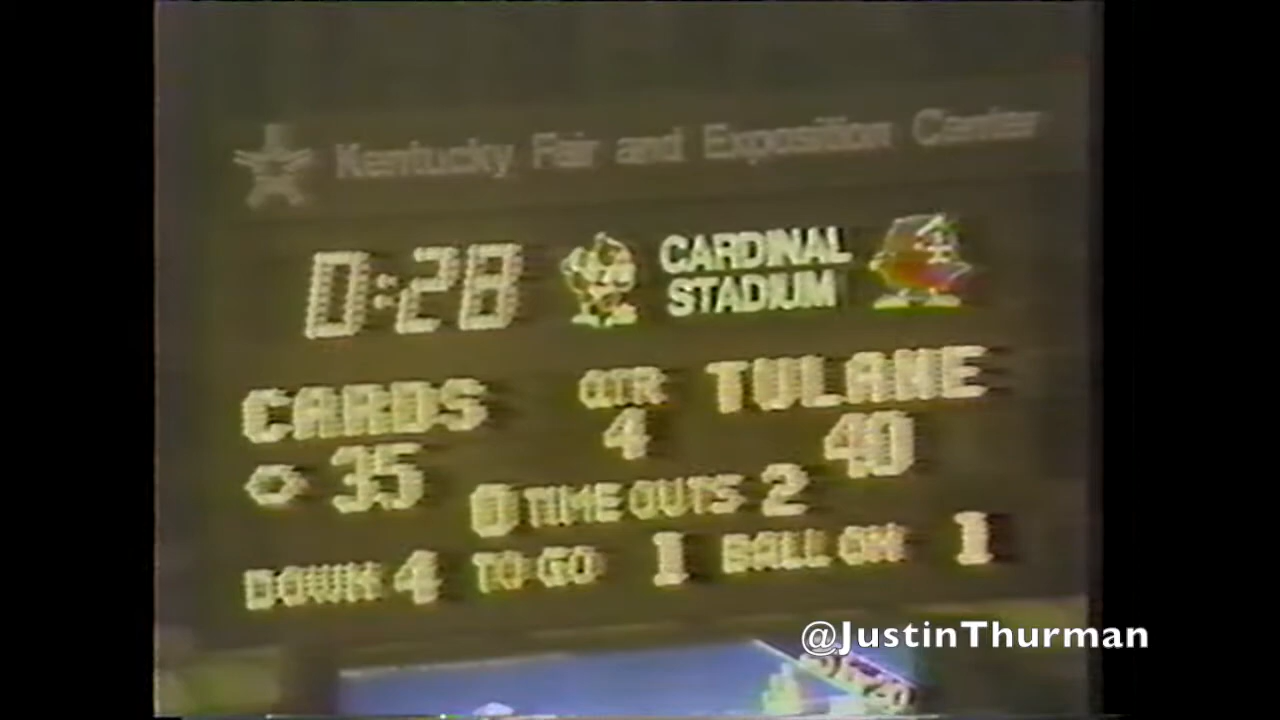 Kentucky Fair and Exposition Center
0:28
CARDINAL
STADIUM
CARDS QTR TULANE
35 4 40
0 TIME OUTS 2
DOWN 4 TO GO 1 BALL ON 1
@JustinThurman